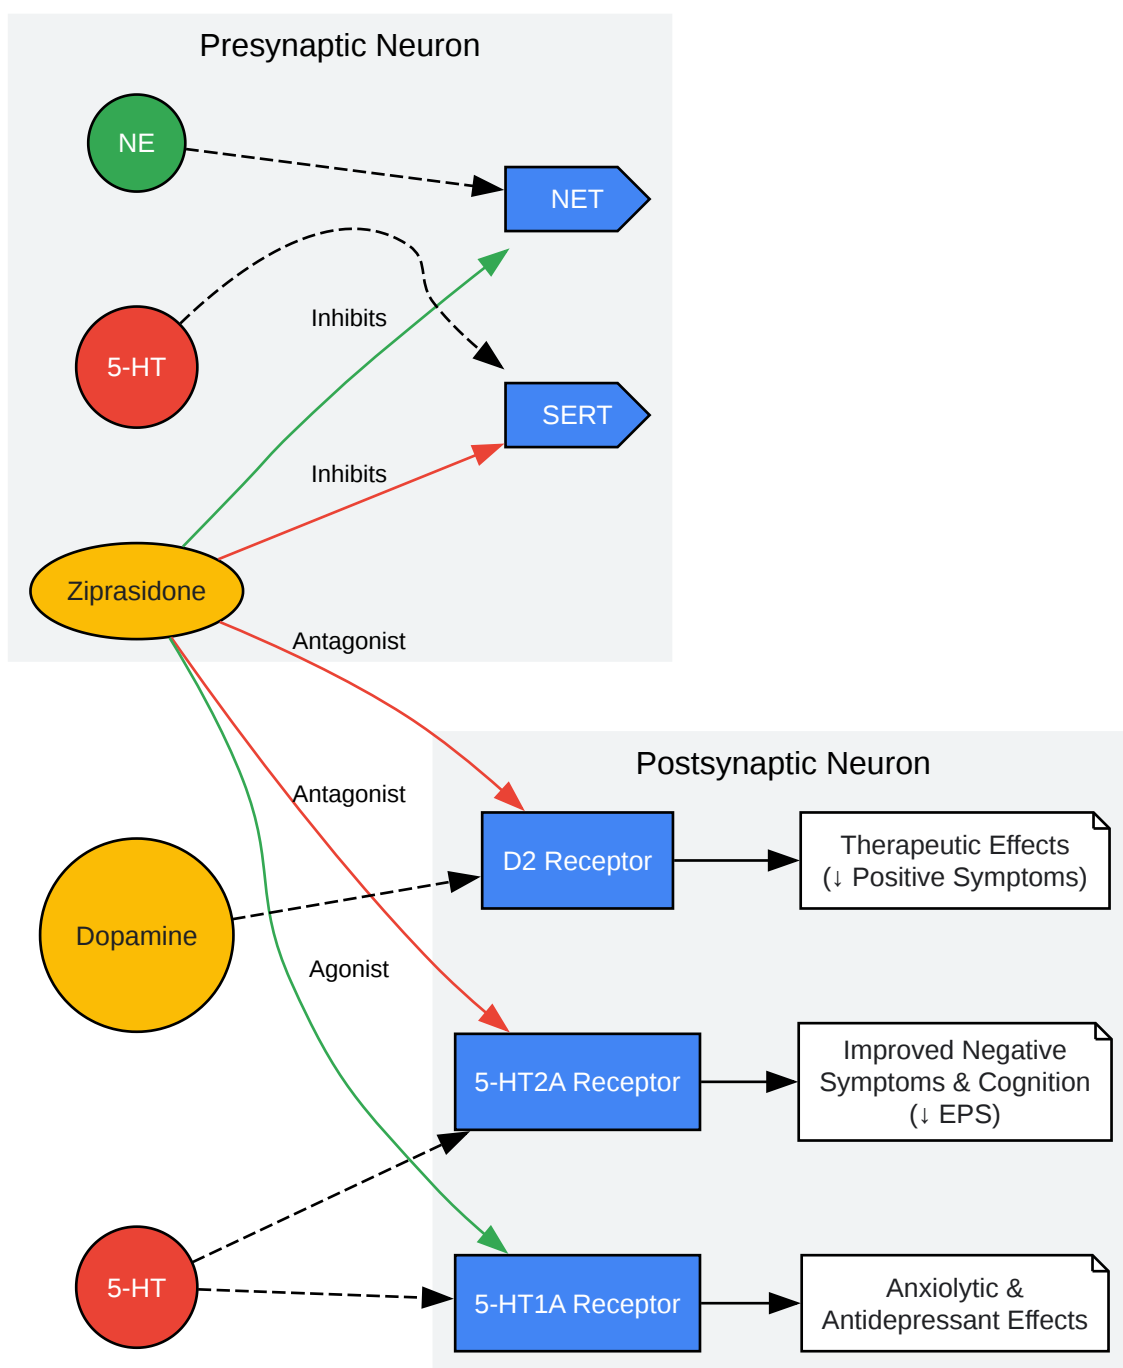 Presynaptic Neuron
NE
NET
Inhibits
5-HT
SERT
Inhibits
Ziprasidone
Antagonist
Postsynaptic Neuron
Antagonist
D2 Receptor
Therapeutic Effects
(↓ Positive Symptoms)
Dopamine
Agonist
5-HT2A Receptor
Improved Negative
Symptoms & Cognition
(↓ EPS)
5-HT
5-HT1A Receptor
Anxiolytic &
Antidepressant Effects